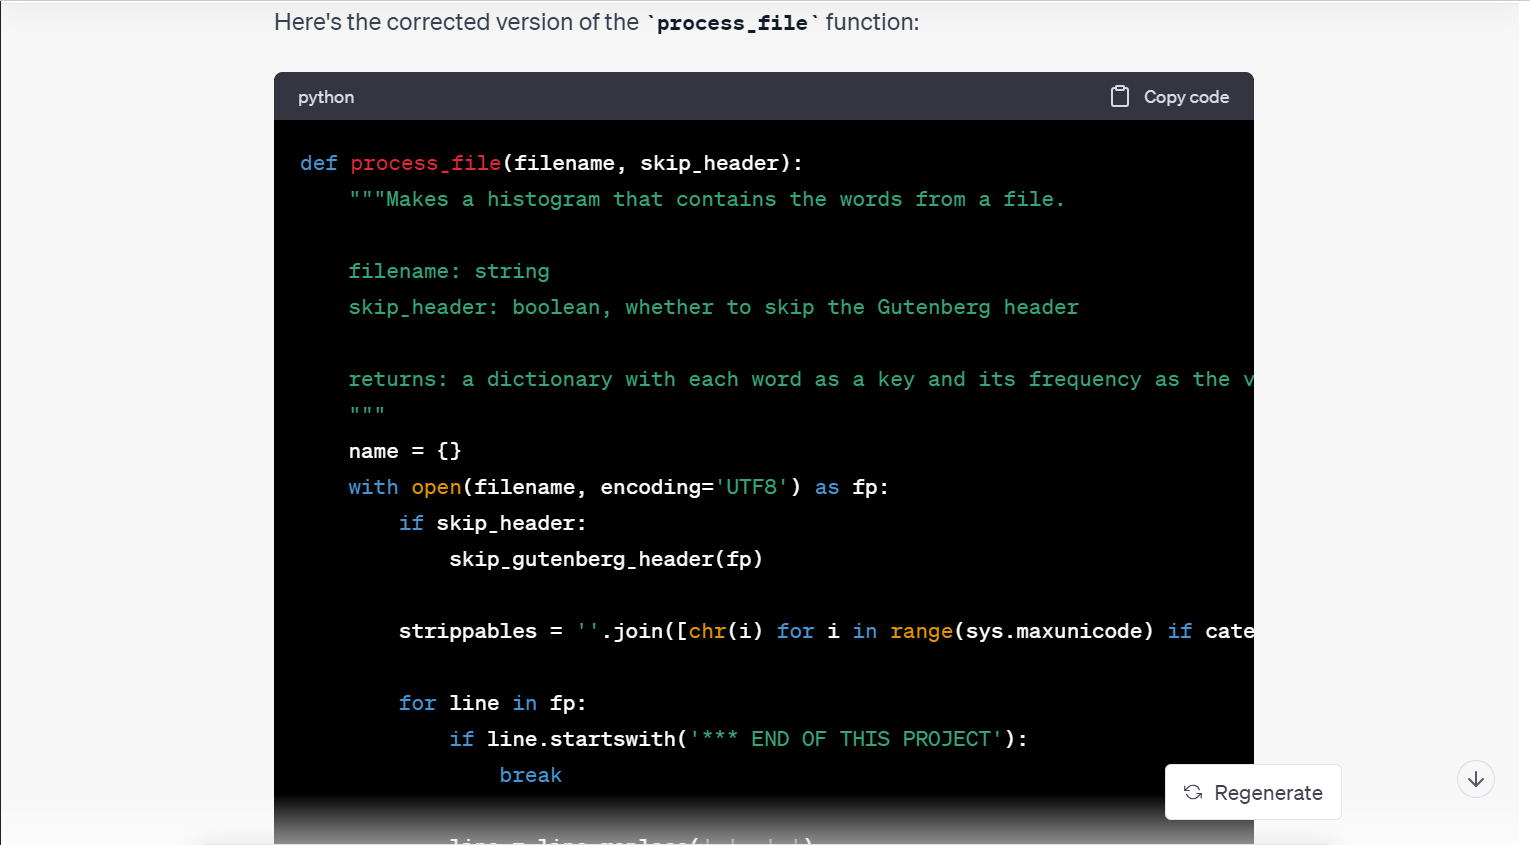 Here's the corrected version of the `process_file` function:
python
Copy code
def process_file(filename, skip_header):
    """Makes a histogram that contains the words from a file.
    filename: string
    skip_header: boolean, whether to skip the Gutenberg header
    returns: a dictionary with each word as a key and its frequency as the v
    """
    name = {}
    with open(filename, encoding='UTF8') as fp:
        if skip_header:
            skip_gutenberg_header(fp)
        strippables = ''.join([chr(i) for i in range(sys.maxunicode) if cate
        for line in fp:
            if line.startswith('*** END OF THIS PROJECT'):
                break
Regenerate